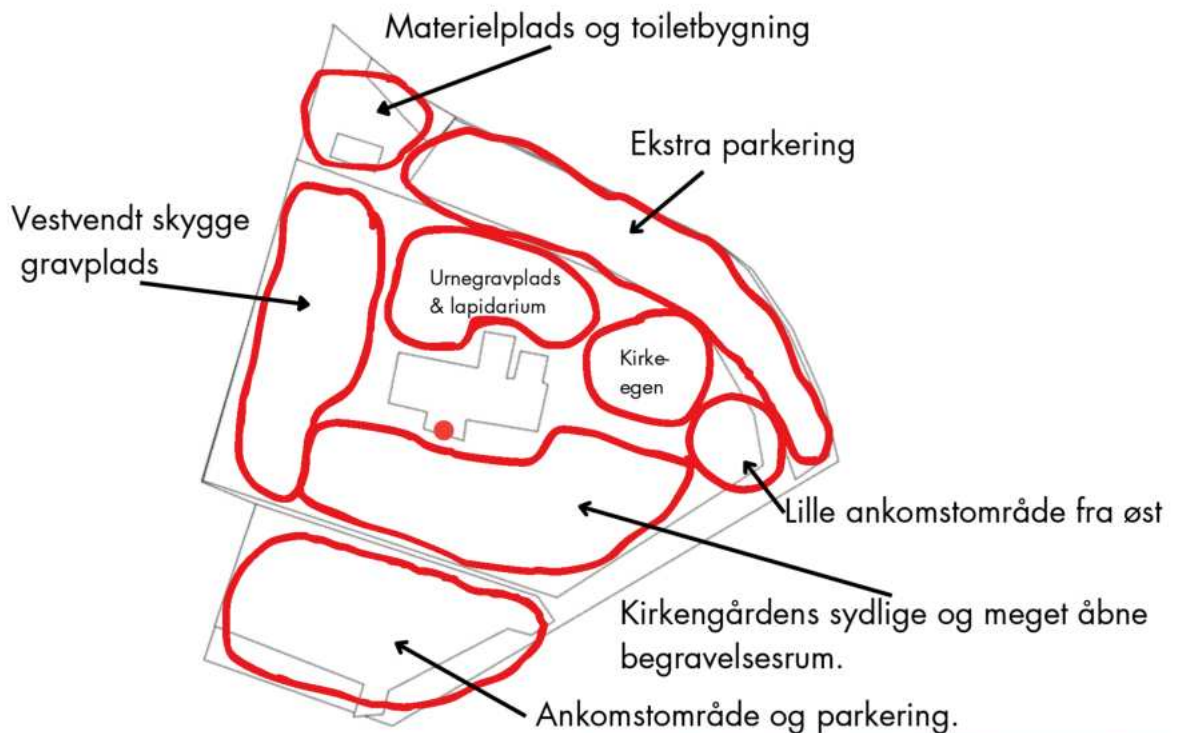 Materielplads og toiletbygning
Ekstra parkering
Vestvendt skygge
gravplads
Urnegravplads
& lapidarium
Kirke-
egen
Lille ankomstområde fra øst
Kirkengårdens sydlige og meget åbne
begravelsesrum.
Ankomstområde og parkering.